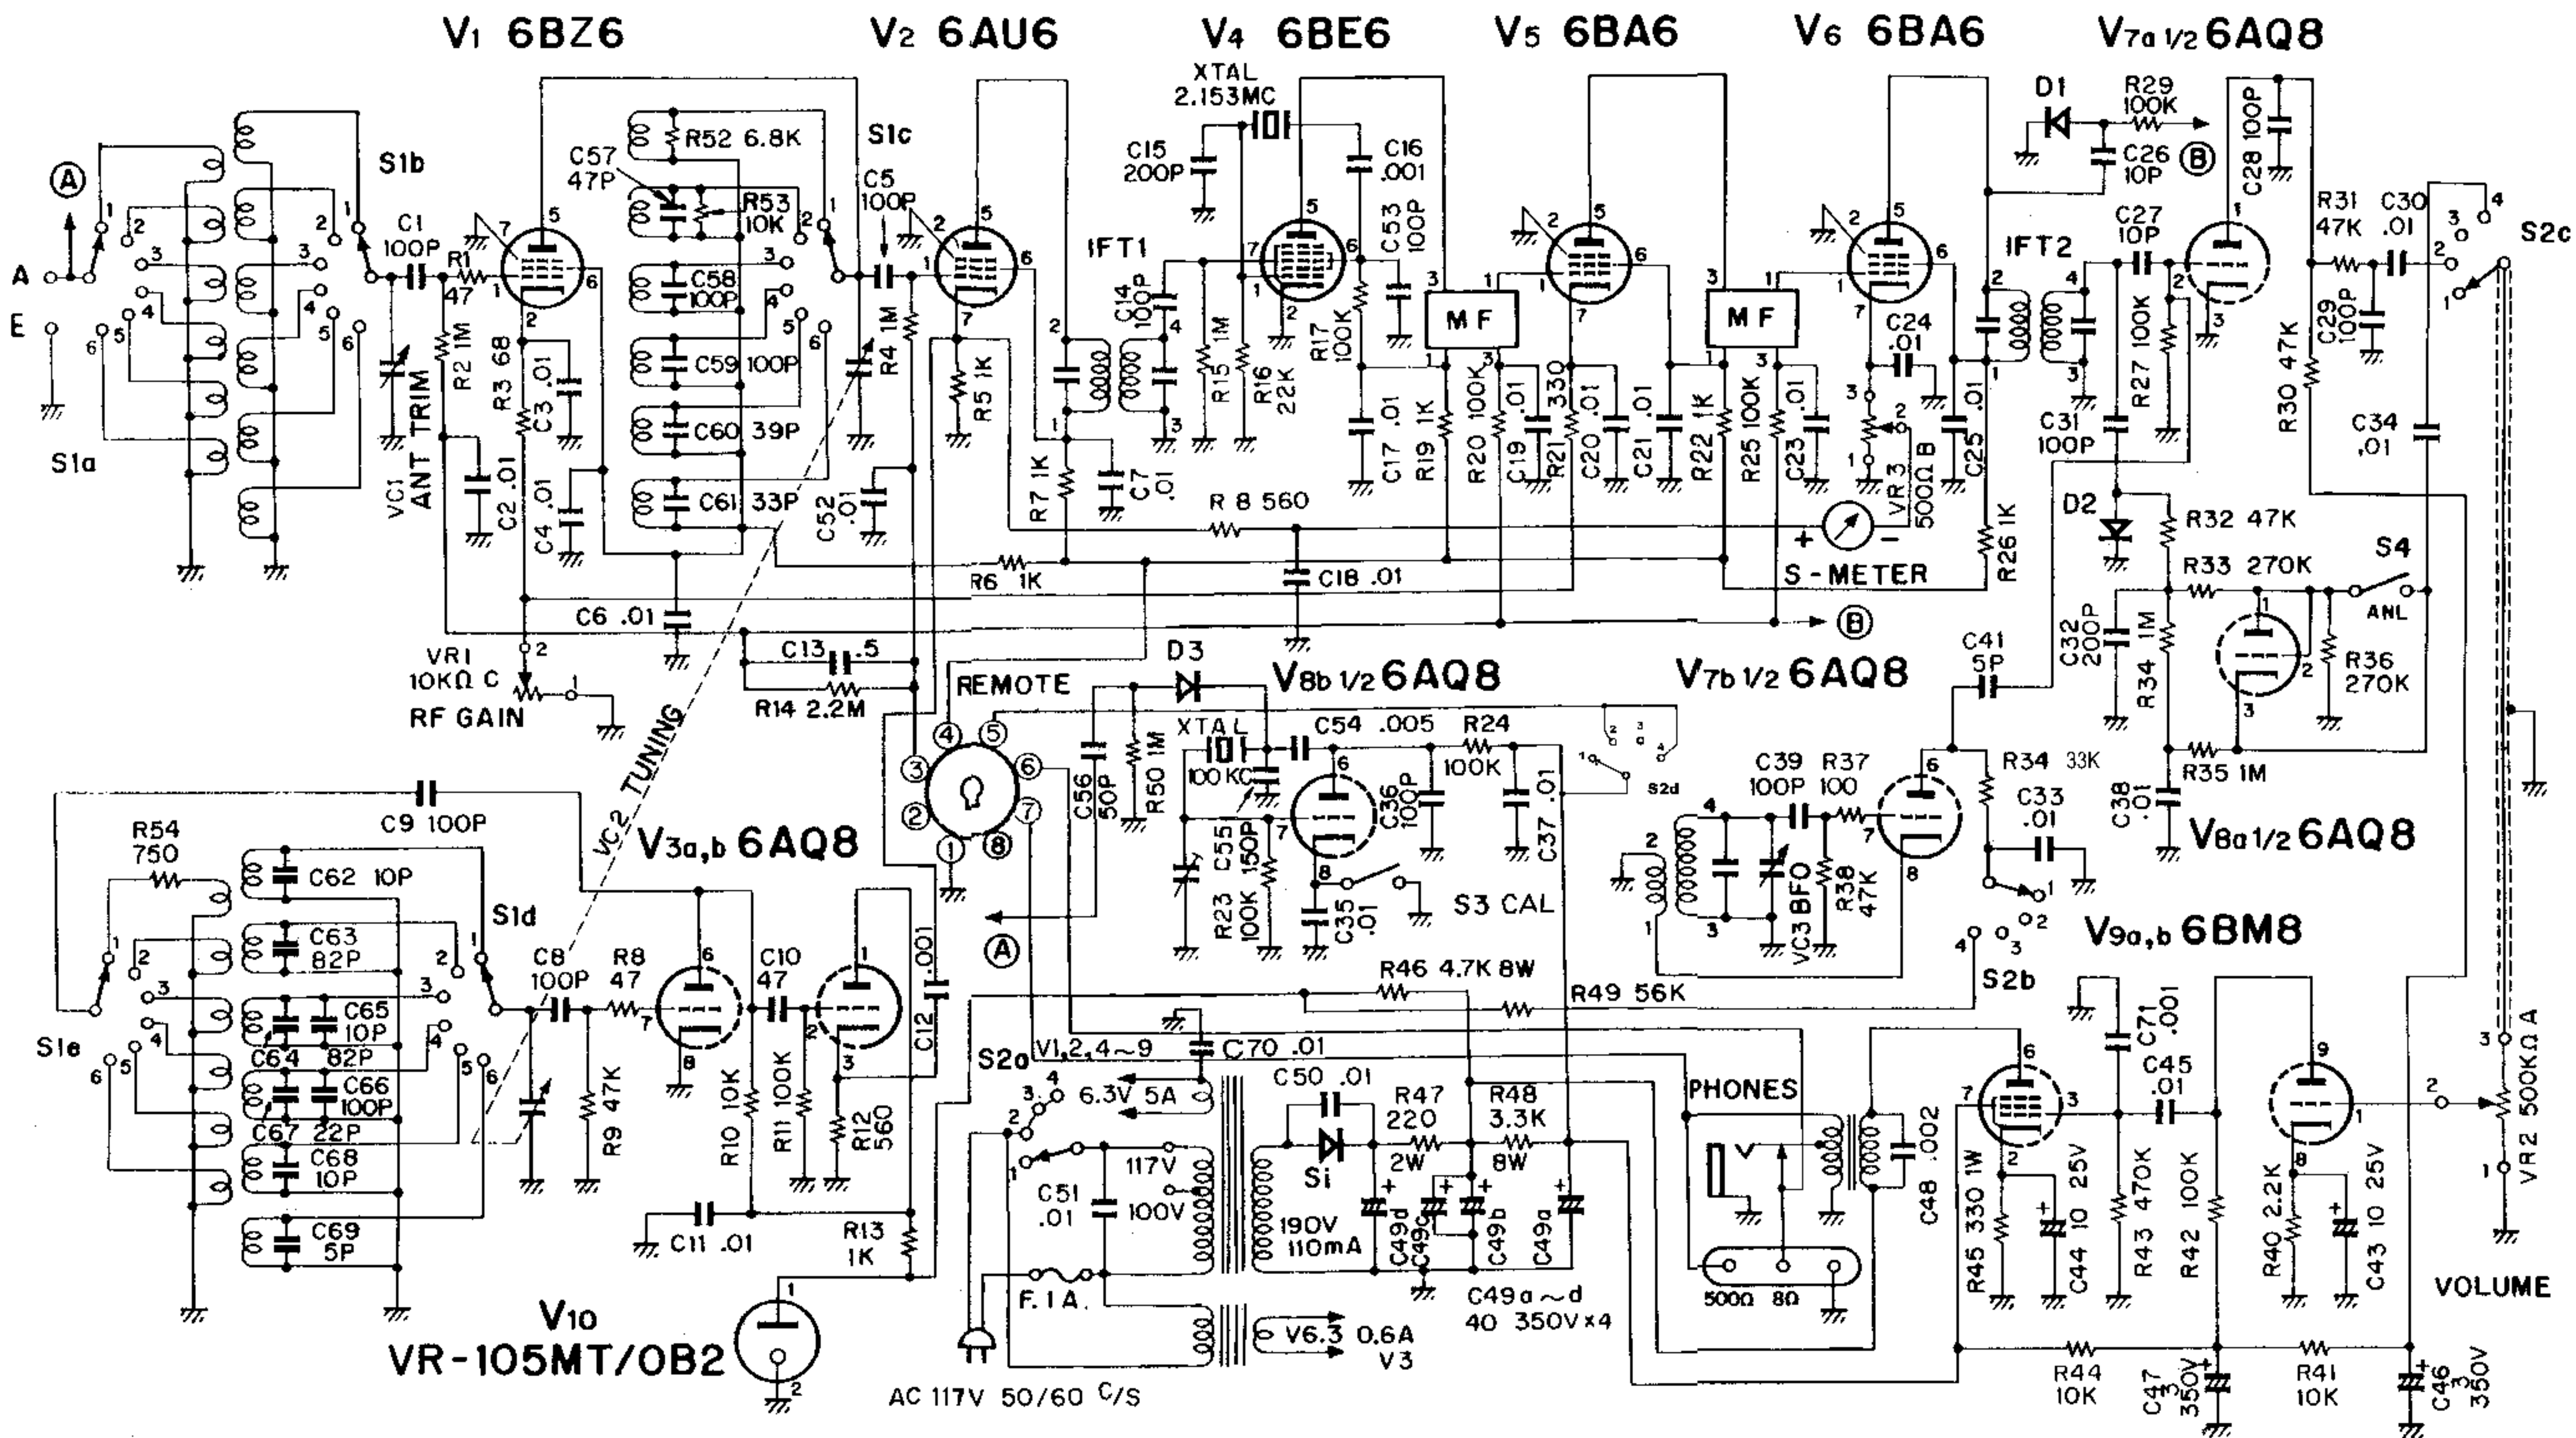 V1 6BZ6
V2 6AU6
V4 6BE6
V5 6BA6
V6 6BA6
V7a 1/2 6AQ8
XTAL
2.153MC
D1
R29
100K
C28 100P
S1b
R52 6.8K
S1c
C57
47P
C5
100P
C15
200P
C16
.001
C26
10P
B
A
R53
10K
C53
100P
R31
47K
C30
.01
S2c
C1
100P
R1
47
IFT1
IFT2
C27
10P
A
E
C58
100P
C14
100P
R17
100K
MF
MF
C24
.01
C29
100P
R2 1M
R3 68
C3 .01
C59 100P
R4 1M
R5 1K
R15 1M
R16
22K
R27 100K
R30 47K
S1a
VC1
ANT TRIM
C60 39P
C31
100P
C34
.01
C2 .01
C4 .01
C61 33P
C52
.01
R7 1K
C7
.01
C17 .01
R19 1K
R20 100K
C19 .01
R21 330
C20 .01
C21 .01
R22 1K
R25 100K
C23 .01
VR3
500Ω B
C25 .01
R8 560
+
-
S-METER
D2
R32 47K
R26 1K
R33 270K
S4
ANL
R6 1K
C18 .01
C6 .01
B
C32
200P
R34 1M
R36
270K
VR1
10KΩ C
RF GAIN
C13 .5
R14 2.2M
REMOTE
D3
V8b 1/2 6AQ8
V7b 1/2 6AQ8
C41
5P
XTAL
100KC
C54 .005
R24
100K
S2d
R34 33K
R35 1M
C38
.01
V8a 1/2 6AQ8
VC2 TUNING
C56
50P
R50 1M
C36
100P
C37 .01
C39
100P
R37
100
C33
.01
C9 100P
R54
750
V3a,b 6AQ8
C62 10P
S1d
C55
150P
R23
100K
C35
.01
S3 CAL
VC3 BFO
R38
47K
A
C63
82P
C8
100P
R8
47
C10
47
C12 .001
R46 4.7K 8W
R49 56K
S2b
V9a,b 6BM8
C65
10P
C64
82P
S1e
S2a
V1,2,4~9
C70 .01
C71
.001
6.3V 5A
C50 .01
PHONES
C45
.01
C66
100P
C67 22P
R9 47K
R10 10K
R11 100K
R12
560
R47
220
2W
R48
3.3K
8W
C68
10P
117V
100V
C51
.01
Si
190V
110mA
C49d
C49c
C49b
C49a
C48 .002
R45 330 1W
C44 10 25V
R43 470K
R42 100K
R40 2.2K
C43 10 25V
VR2 500KΩ A
VOLUME
C69
5P
C11 .01
R13
1K
F.1A.
500Ω
8Ω
C49a~d
40 350V×4
V10
VR-105MT/OB2
V6.3 0.6A
V3
AC 117V 50/60 C/S
R44
10K
C47
3
350V
R41
10K
C46
3
350V